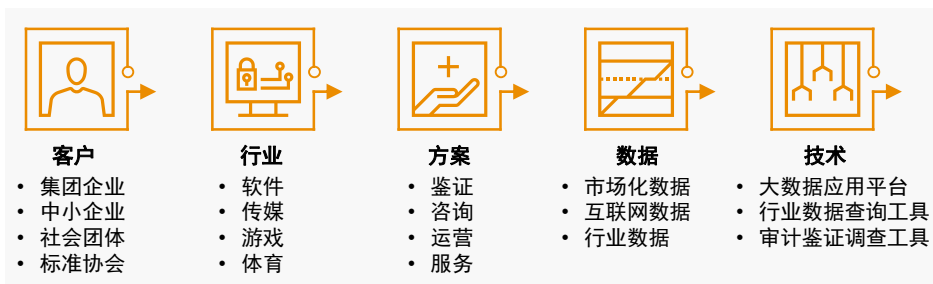 客户
• 集团企业
• 中小企业
• 社会团体
• 标准协会
行业
• 软件
• 传媒
• 游戏
• 体育
方案
• 鉴证
• 咨询
• 运营
• 服务
数据
• 市场化数据
• 互联网数据
• 行业数据
技术
• 大数据应用平台
• 行业数据查询工具
• 审计鉴证调查工具